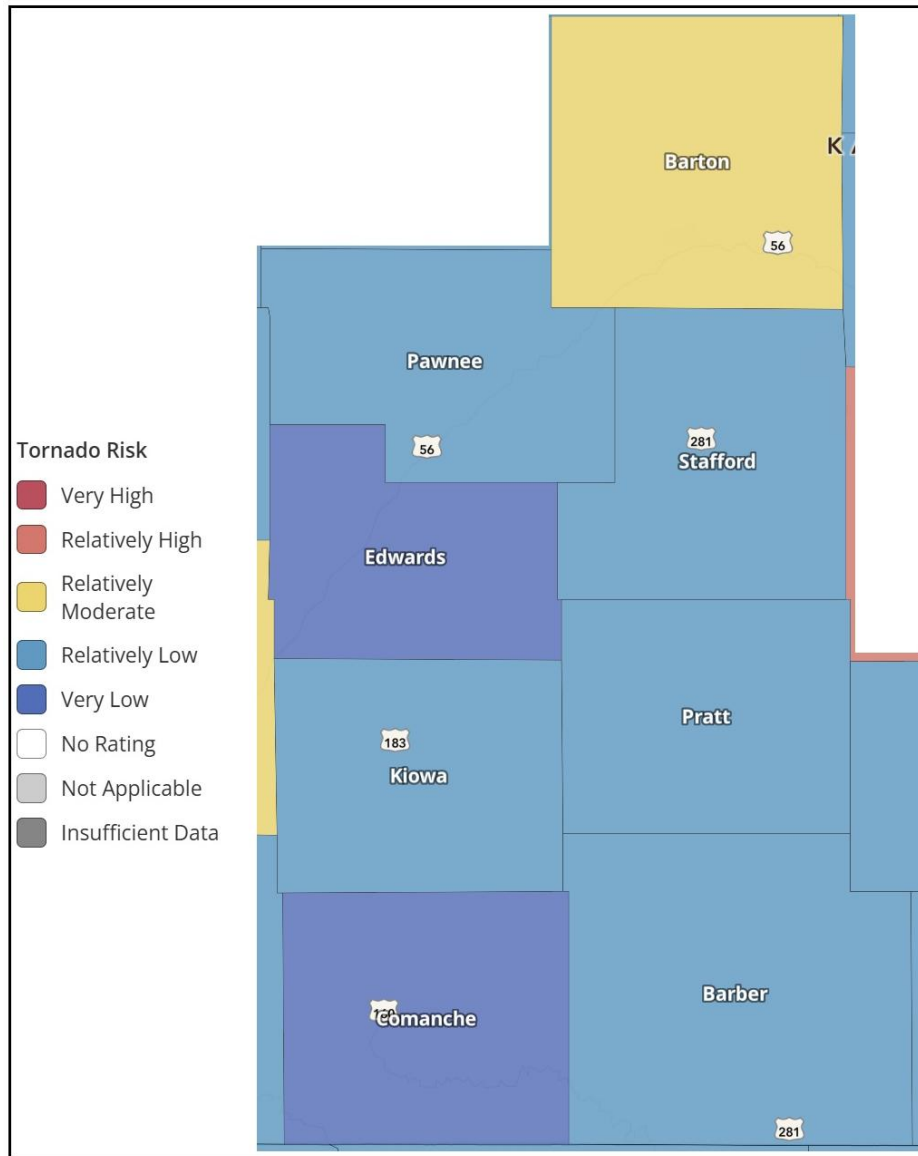 Barton
K
56
Pawnee
56
281
Stafford
Tornado Risk
Very High
Relatively High
Relatively
Moderate
Relatively Low
Very Low
No Rating
Not Applicable
Insufficient Data
Edwards
183
Kiowa
Pratt
Comanche
Barber
281